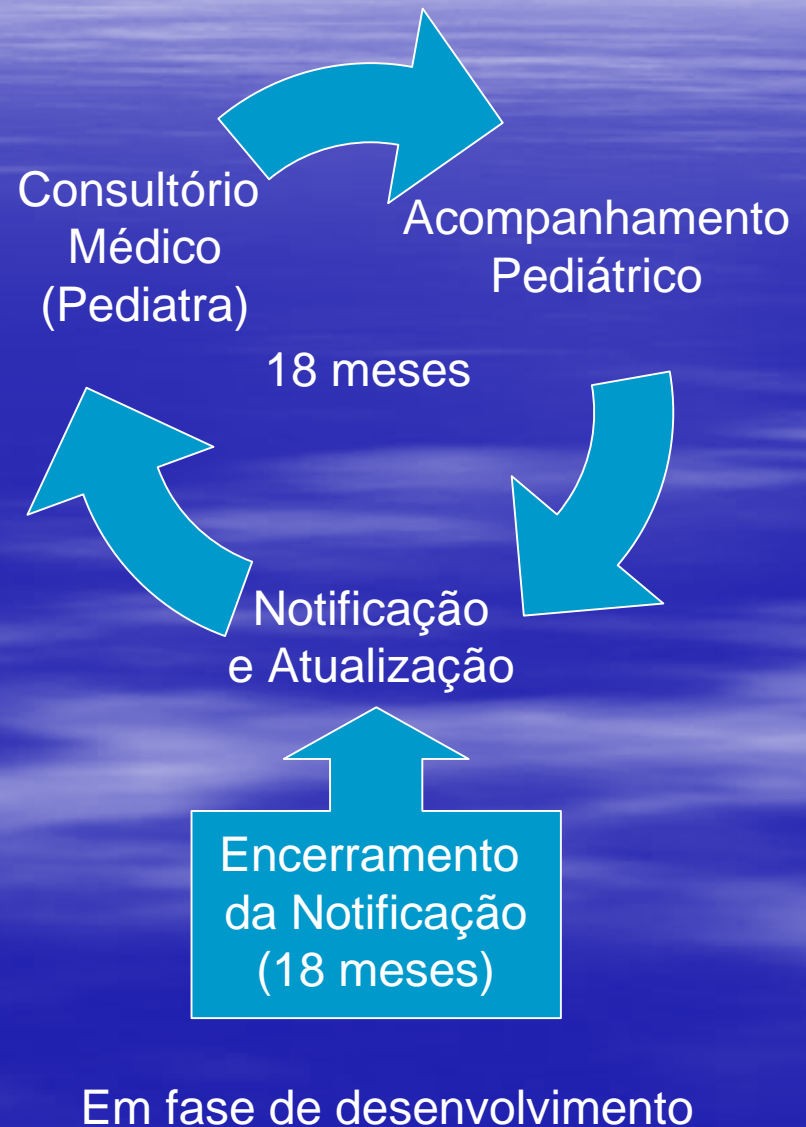 Consultório
Médico
(Pediatra)
Acompanhamento
Pediátrico
18 meses
Notificação
e Atualização
Encerramento
da Notificação
(18 meses)
Em fase de desenvolvimento